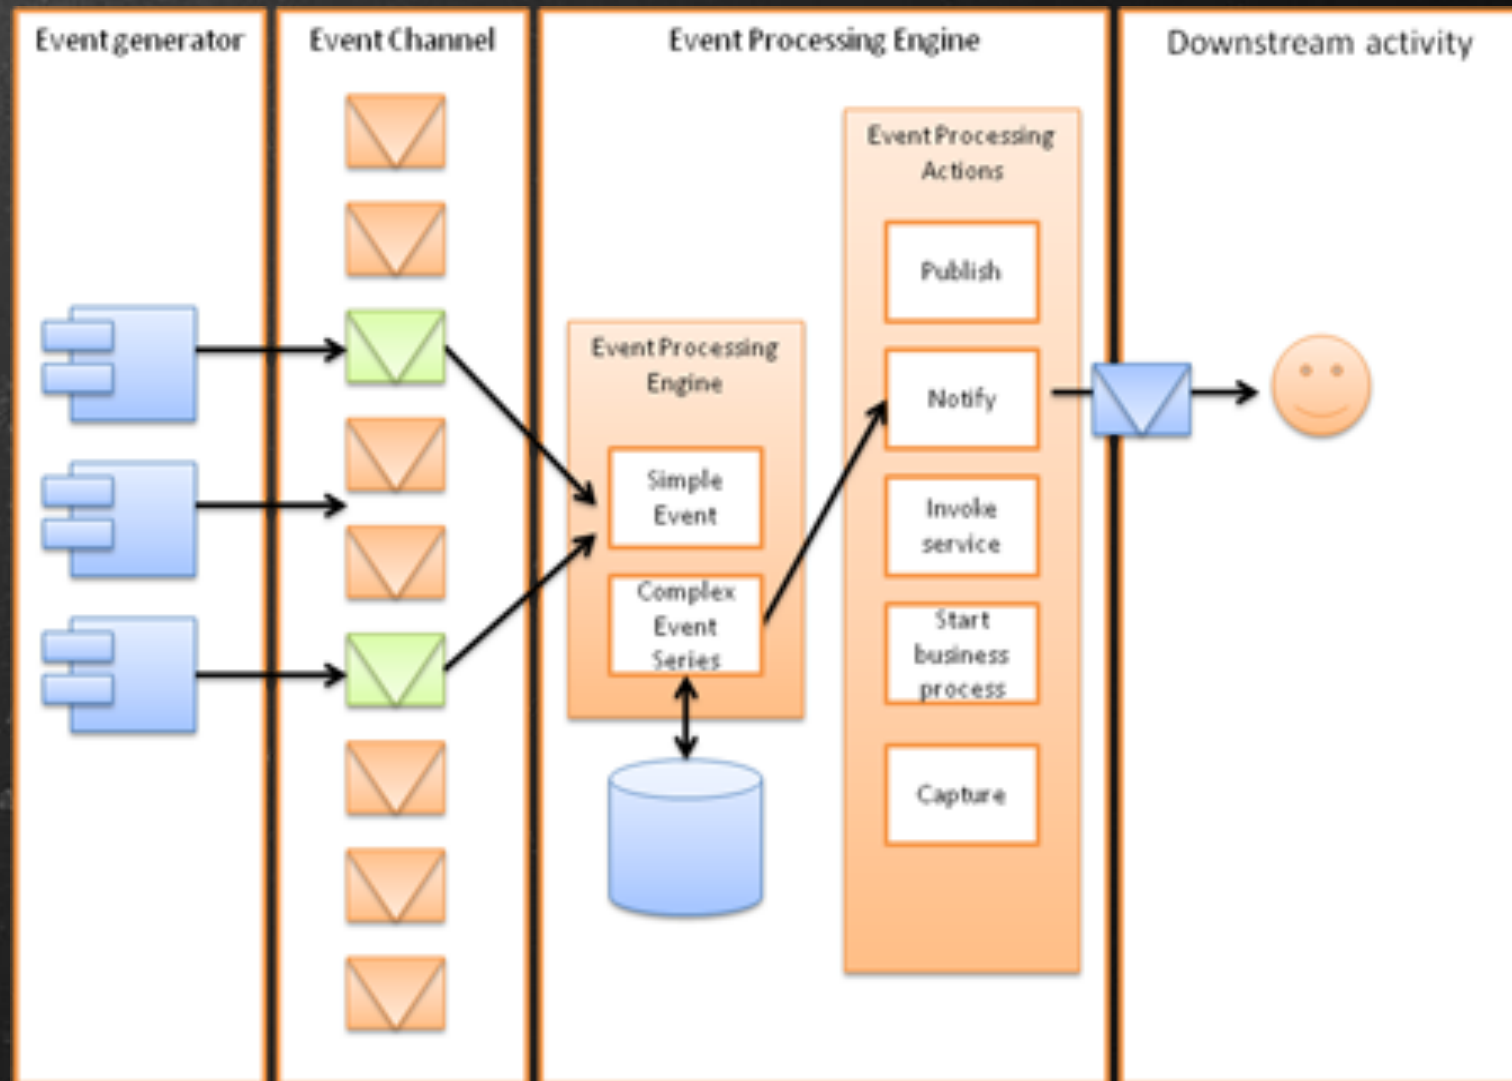 Event generator
Event Channel
Event Processing Engine
Downstream activity
Event Processing
Engine
Simple
Event
Complex
Event
Series
Event Processing
Actions
Publish
Notify
Invoke
service
Start
business
process
Capture